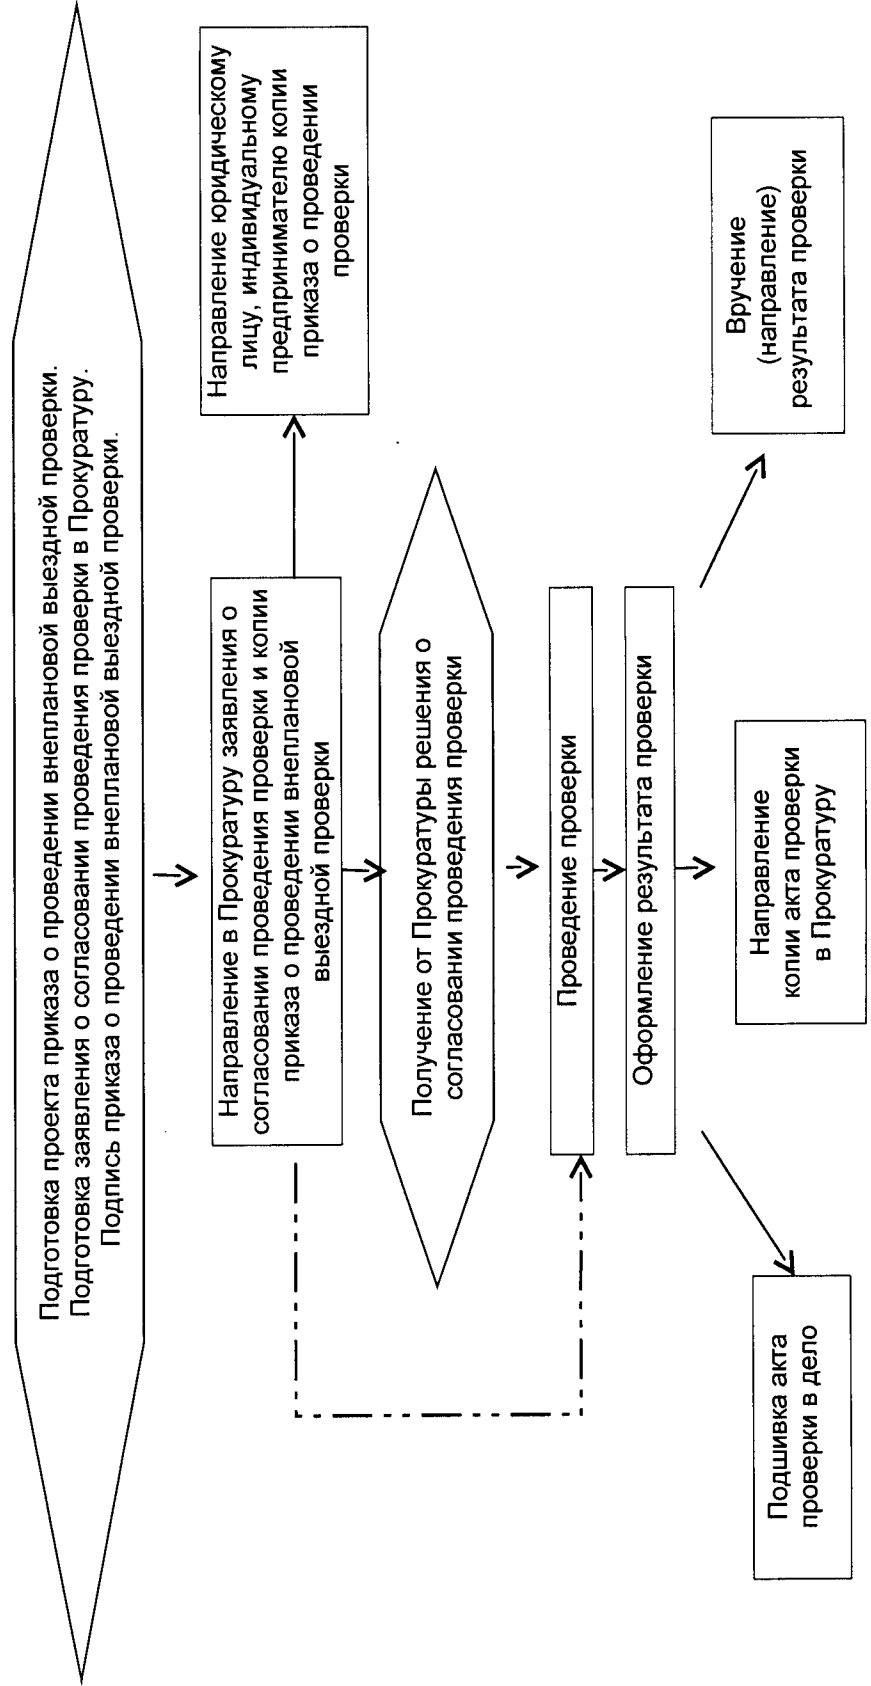 Подготовка проекта приказа о проведении внеплановой выездной проверки.
Подготовка заявления о согласовании проведения проверки в Прокуратуру.
Подпись приказа о проведении внеплановой выездной проверки.
Направление в Прокуратуру заявления о
согласовании проведения проверки и копии
приказа о проведении внеплановой
выездной проверки
Направление юридическому
лицу, индивидуальному
предпринимателю копии
приказа о проведении
проверки
Получение от Прокуратуры решения о
согласовании проведения проверки
Проведение проверки
Оформление результата проверки
Подшивка акта
проверки в дело
Направление
копии акта проверки
в Прокуратуру
Вручение
(направление)
результата проверки